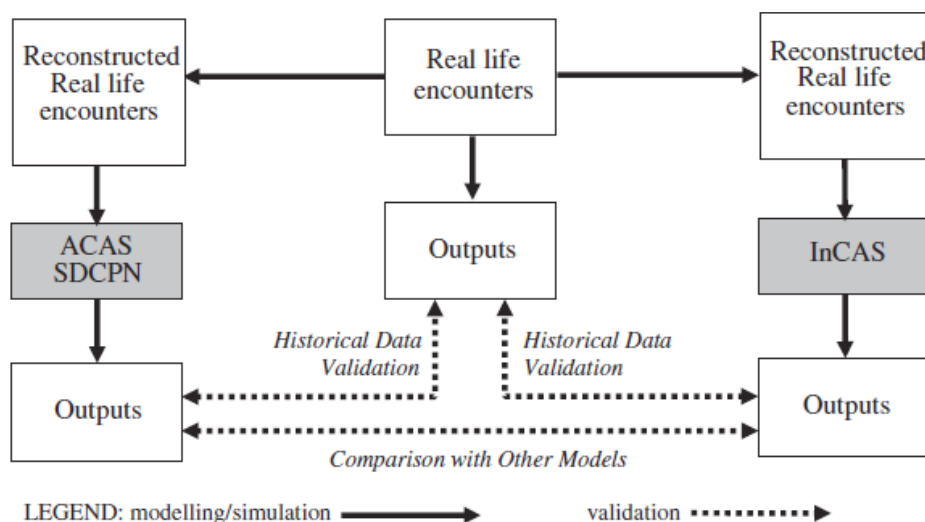 Reconstructed
Real life
encounters
Real life
encounters
Reconstructed
Real life
encounters
ACAS
SDCPN
Outputs
InCAS
Historical Data
Validation
Historical Data
Validation
Outputs
Outputs
Comparison with Other Models
LEGEND: modelling/simulation
validation